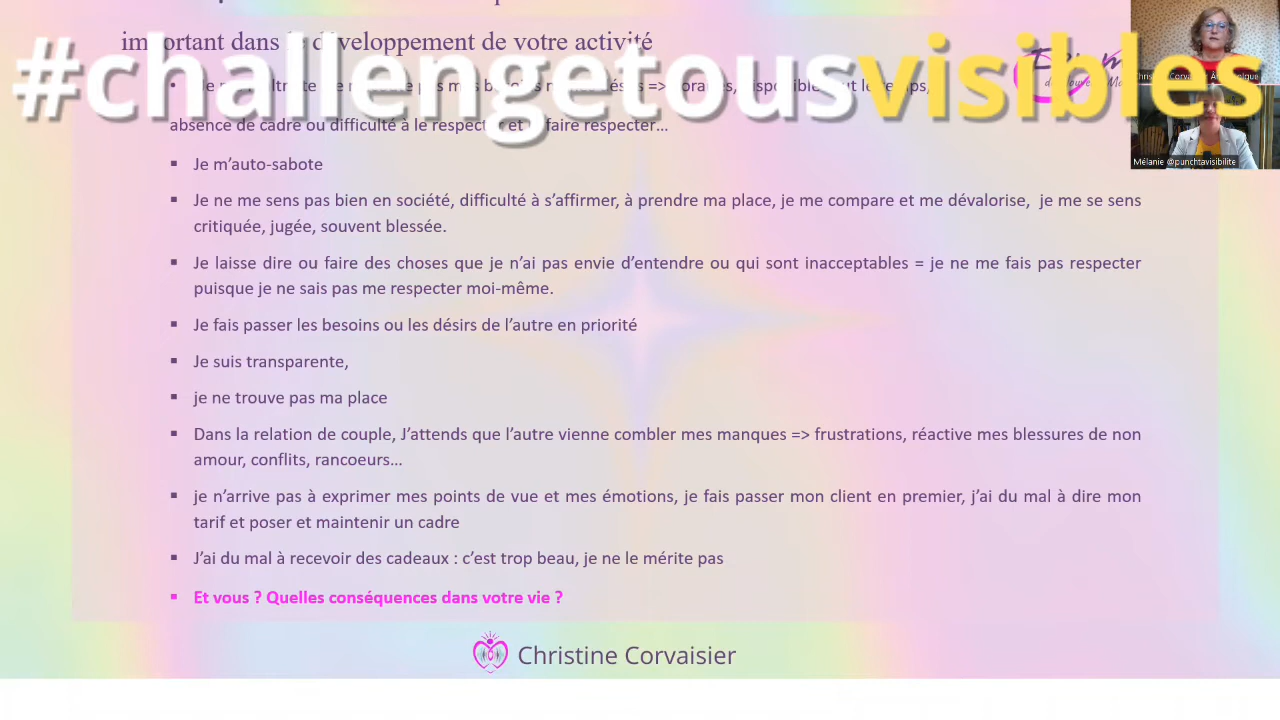 important dans le développement de votre activité
#challengetousvisibles
absence de cadre ou difficulté à le respecter et faire respecter…
▪ Je m’auto-sabote
▪ Je ne me sens pas bien en société, difficulté à s’affirmer, à prendre ma place, je me compare et me dévalorise, je me se sens
critiquée, jugée, souvent blessée.
▪ Je laisse dire ou faire des choses que je n’ai pas envie d’entendre ou qui sont inacceptables = je ne me fais pas respecter
puisque je ne sais pas me respecter moi-même.
▪ Je fais passer les besoins ou les désirs de l’autre en priorité
▪ Je suis transparente,
▪ je ne trouve pas ma place
▪ Dans la relation de couple, J’attends que l’autre vienne combler mes manques => frustrations, réactive mes blessures de non
amour, conflits, rancoeurs…
▪ je n’arrive pas à exprimer mes points de vue et mes émotions, je fais passer mon client en premier, j’ai du mal à dire mon
tarif et poser et maintenir un cadre
▪ J’ai du mal à recevoir des cadeaux : c’est trop beau, je ne le mérite pas
▪ Et vous ? Quelles conséquences dans votre vie ?
Christine Corvaisier
Mélanie @punchtavisibilite